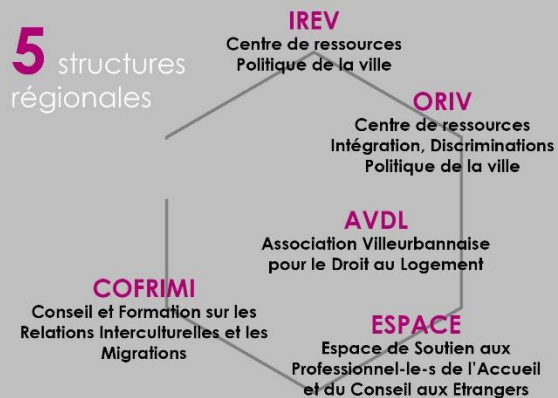 5 structures
régionales
IREV
Centre de ressources
Politique de la ville
ORIV
Centre de ressources
Intégration, Discriminations
Politique de la ville
AVDL
Association Villeurbannaise
pour le Droit au Logement
COFRIMI
Conseil et Formation sur les
Relations Interculturelles et les
Migrations
ESPACE
Espace de Soutien aux
Professionnel-le-s de l'Accueil
et du Conseil aux Etrangers